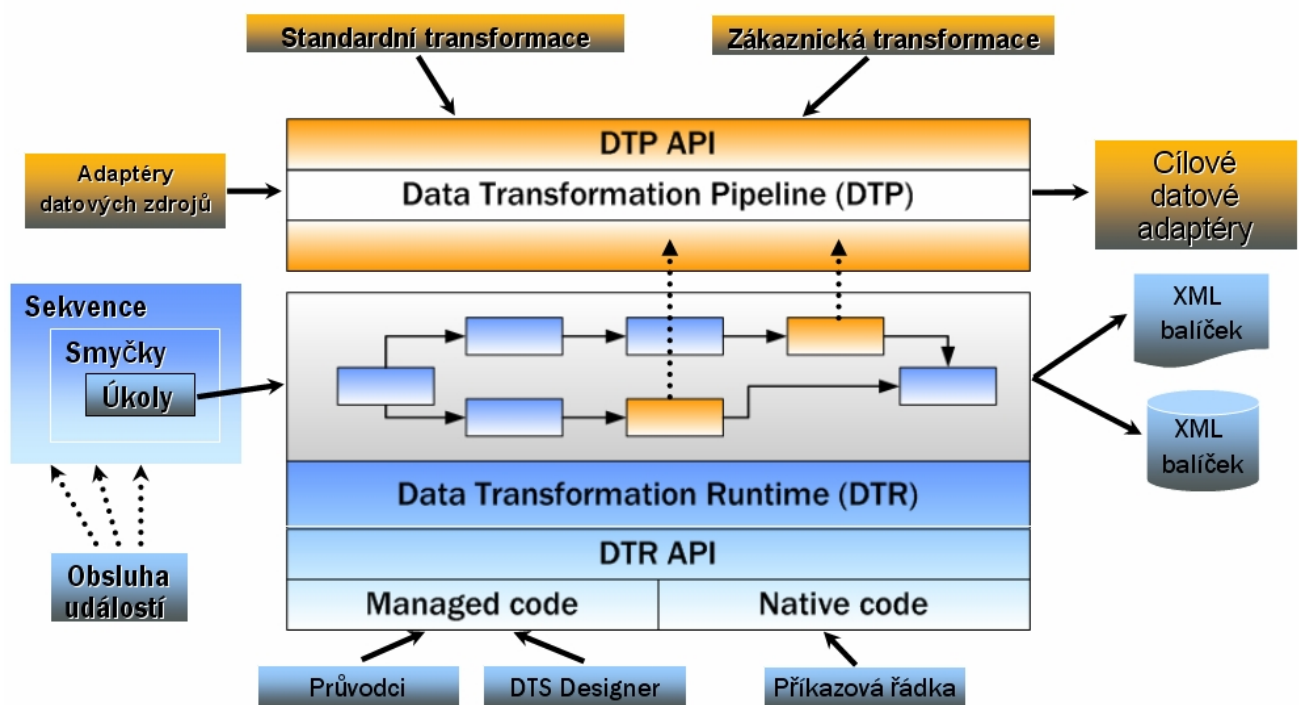 Standardní transformace
Zákaznická transformace
DTP API
Adaptéry
datových zdrojů
Data Transformation Pipeline (DTP)
Cílové
datové
adaptéry
Sekvence
Smyčky
Úkoly
XML
balíček
XML
balíček
Data Transformation Runtime (DTR)
DTR API
Obsluha
událostí
Managed code
Native code
Průvodci
DTS Designer
Příkazová řádka